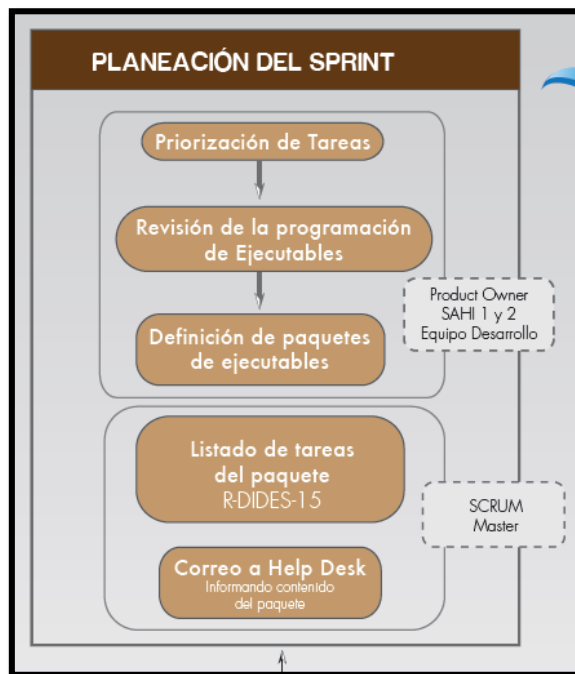 PLANEACIÓN DEL SPRINT
Priorización de Tareas
Revisión de la programación
de Ejecutables
Definición de paquetes
de ejecutables
Product Owner
SAHI 1 y 2
Equipo Desarrollo
Listado de tareas
del paquete
R-DIDES-15
SCRUM
Master
Correo a Help Desk
Informando contenido
del paquete